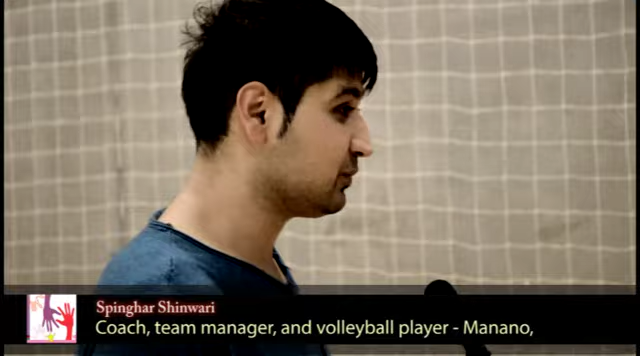 Spinghar Shinwari
Coach, team manager, and volleyball player - Manano,